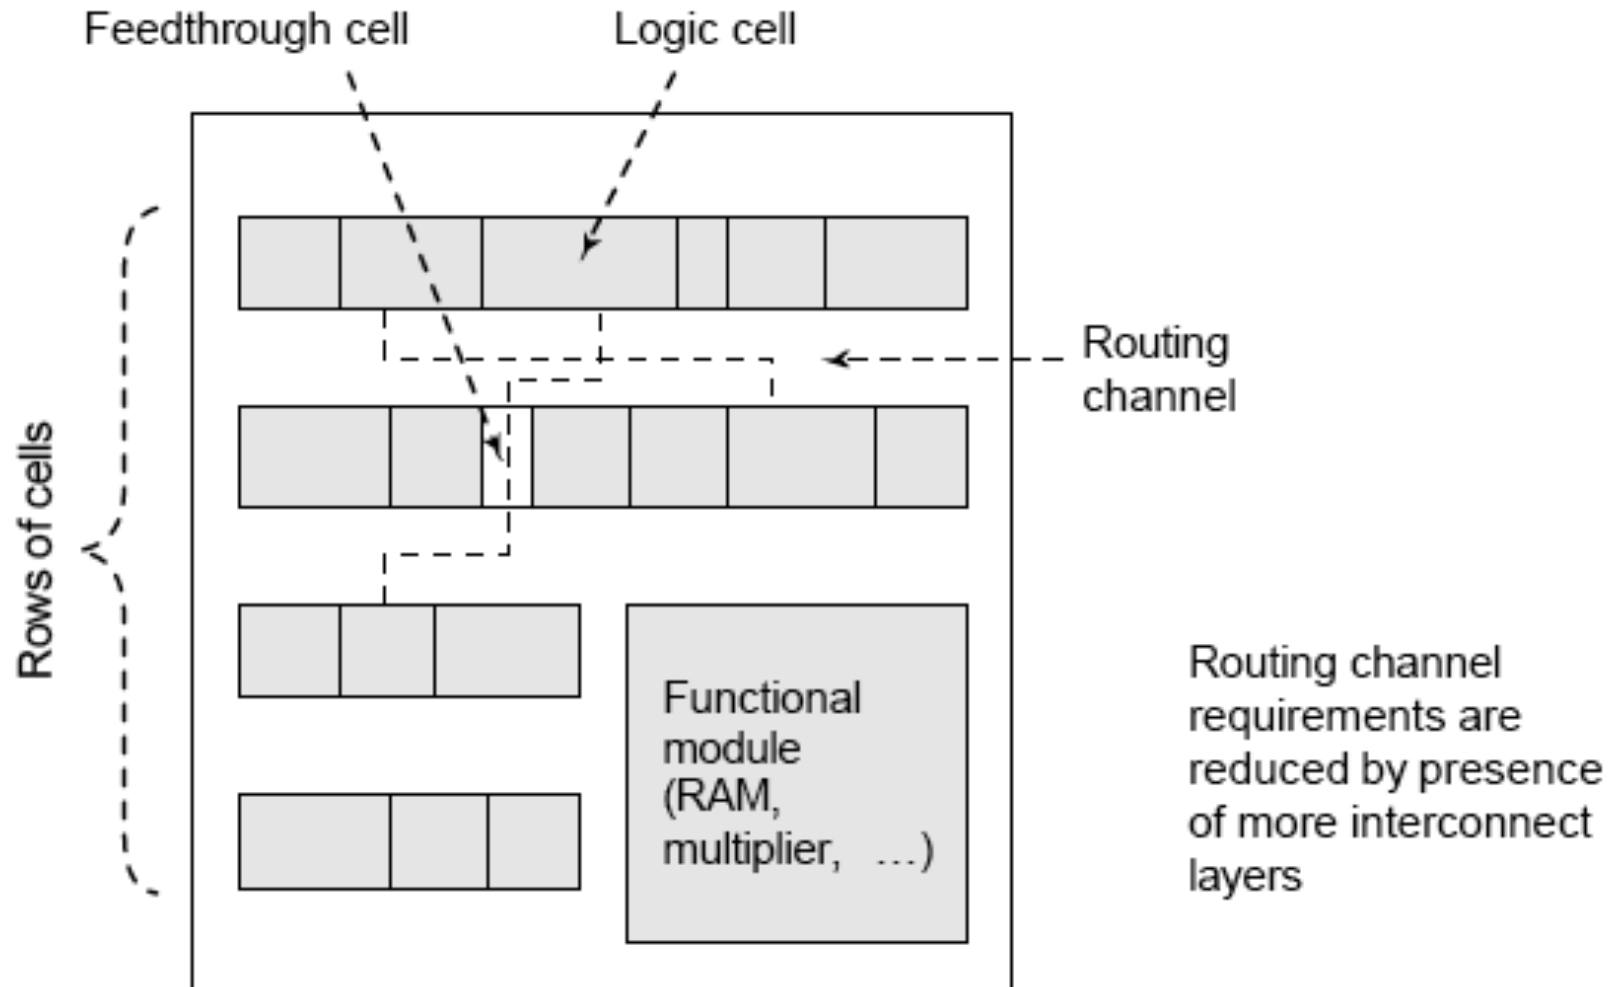 Feedthrough cell
Logic cell
Routing
channel
Rows of cells
Functional
module
(RAM,
multiplier, …)
Routing channel
requirements are
reduced by presence
of more interconnect
layers